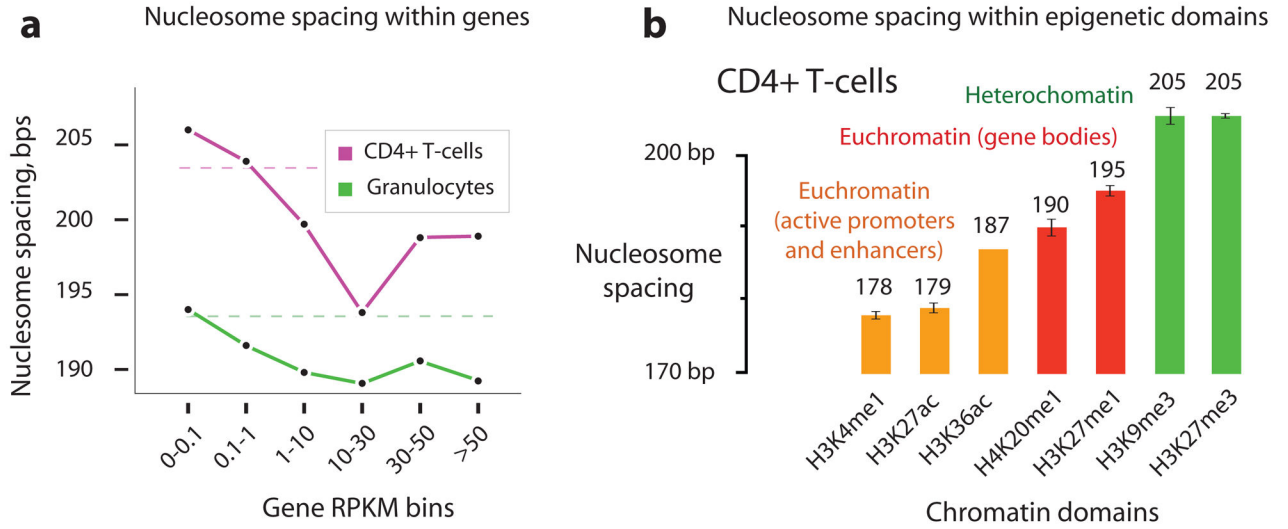 a
Nucleosome spacing within genes
Nuclesome spacing, bps
205
200
195
190
CD4+ T-cells
Granulocytes
0-0.1
0.1-1
1-10
10-30
30-50
>50
Gene RPKM bins
b
Nucleosome spacing within epigenetic domains
CD4+ T-cells
Heterochomatin
205
205
Euchromatin (gene bodies)
200 bp
195
Euchromatin
(active promoters
and enhancers)
190
187
Nucleosome
spacing
178
179
170 bp
H3K4me1
H3K27ac
H3K36ac
H4K20me1
H3K27me1
H3K9me3
H3K27me3
Chromatin domains